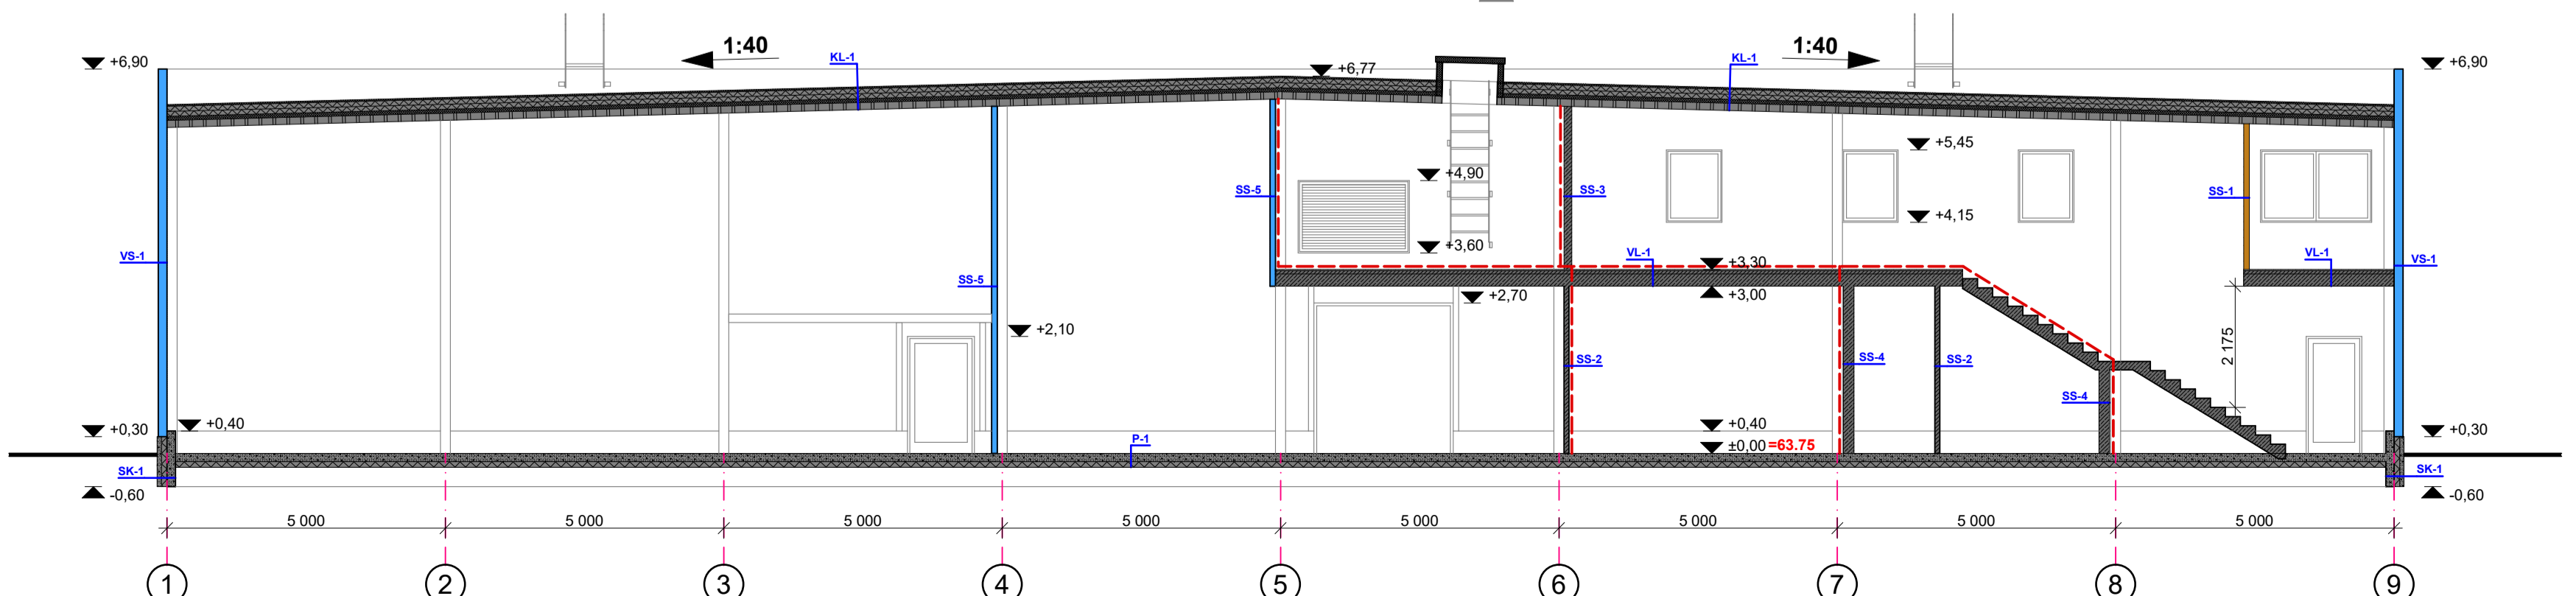 1:40
1:40
+6,90
KL-1
+6,77
KL-1
+6,90
+5,45
+4,90
SS-5
SS-3
SS-1
+4,15
+3,60
VS-1
VL-1
+3,30
VL-1
VS-1
SS-5
+3,00
+2,70
+2,10
2 175
SS-2
SS-4
SS-2
SS-4
+0,30
+0,40
+0,40
+0,30
P-1
±0,00 =63.75
SK-1
SK-1
-0,60
-0,60
5 000 5 000 5 000 5 000 5 000 5 000 5 000 5 000
1 2 3 4 5 6 7 8 9